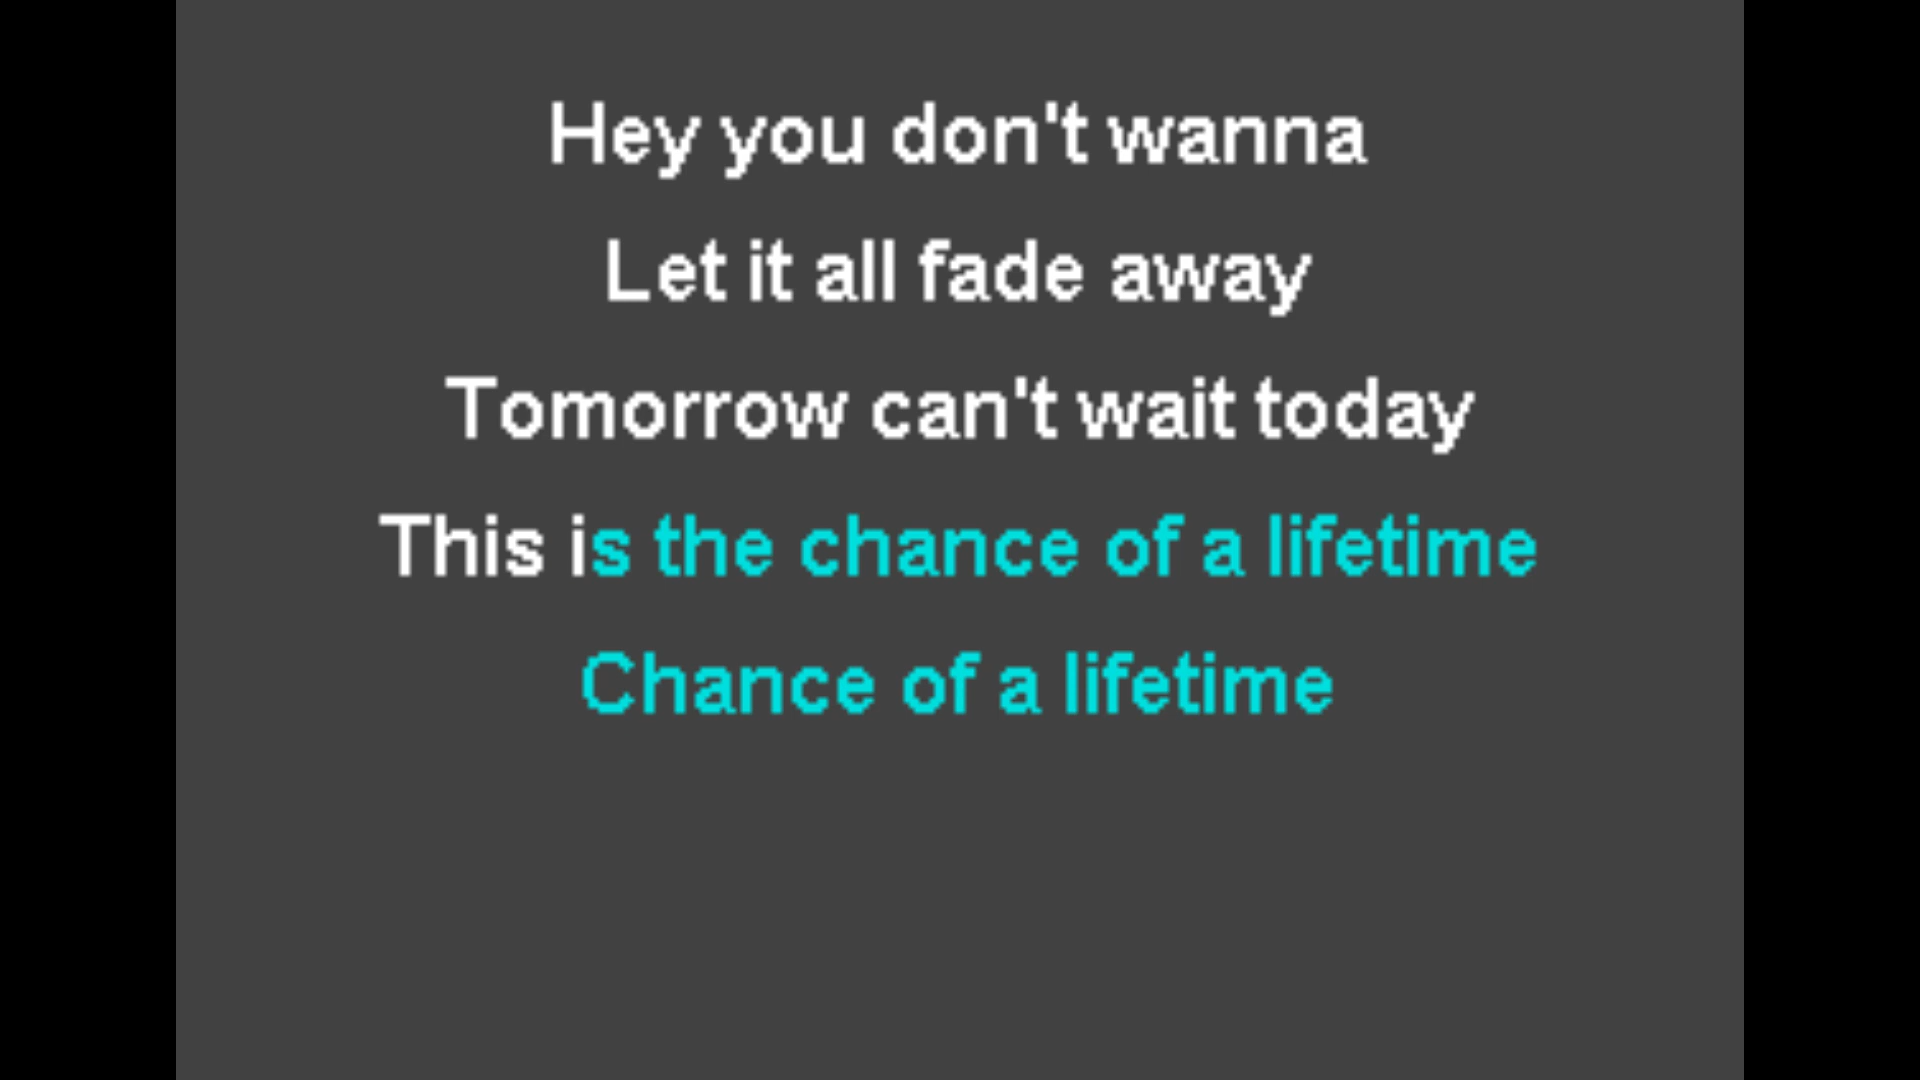 Hey you don't wanna
Let it all fade away
Tomorrow can't wait today
This is the chance of a lifetime
Chance of a lifetime